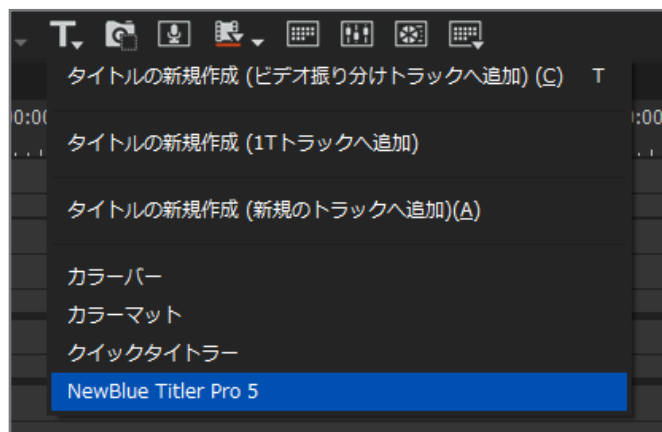 T
タイトルの新規作成 (ビデオ振り分けトラックへ追加) (C) T
0:00
:00
タイトルの新規作成 (1Tトラックへ追加)
タイトルの新規作成 (新規のトラックへ追加)(A)
カラーバー
カラーマット
クイックタイトラー
NewBlue Titler Pro 5